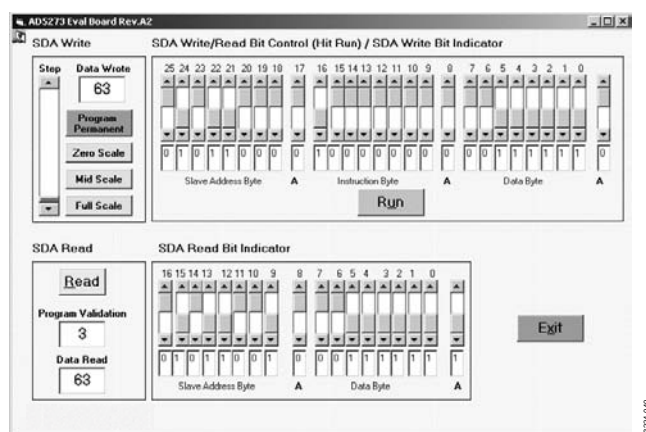 AD5273 Eval Board Rev.A2
SDA Write
SDA Write/Read Bit Control (Hit Run) / SDA Write Bit Indicator
Step
Data Wrote
63
Program
Permanent
Zero Scale
Mid Scale
Full Scale
25 24 23 22 21 20 19 10 17 16 15 14 13 12 11 10 9 8 7 6 5 4 3 2 1 0
0 1 0 1 1 0 0 0 0 1 0 0 0 0 0 0 0 0 0 0 1 1 1 1 1 1 0
Slave Address Byte A Instruction Byte A Data Byte A
Run
SDA Read
SDA Read Bit Indicator
Read
Program Validation
3
Data Read
63
16 15 14 13 12 11 10 9 8 7 6 5 4 3 2 1 0
0 1 0 1 1 0 0 1 0 0 0 1 1 1 1 1 1 1
Slave Address Byte A Data Byte A
Exit